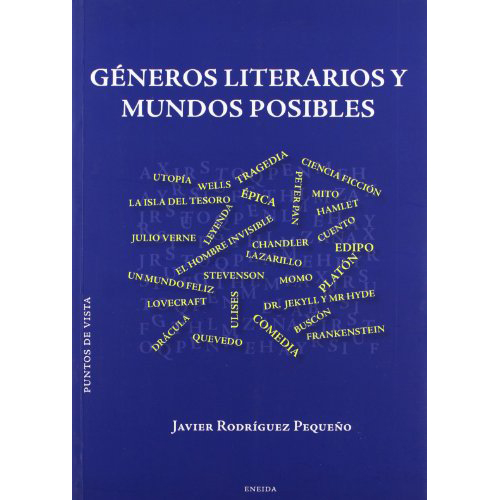 GÉNEROS LITERARIOS Y
MUNDOS POSIBLES
UTOPÍA
WELLS
TRAGEDIA
CIENCIA FICCIÓN
LA ISLA DEL TESORO
ÉPICA
PETER PAN
MITO
HAMLET
JULIO VERNE
LEYENDA
EL HOMBRE INVISIBLE
CHANDLER
CUENTO
LAZARILLO
EDIPO
UN MUNDO FELIZ
STEVENSON
MOMO
PLATÓN
LOVECRAFT
ULISES
DR. JEKYLL Y MR HYDE
DRÁCULA
QUEVEDO
COMEDIA
BUSCÓN
FRANKENSTEIN
PUNTOS DE VISTA
JAVIER RODRÍGUEZ PEQUEÑO
ENEIDA